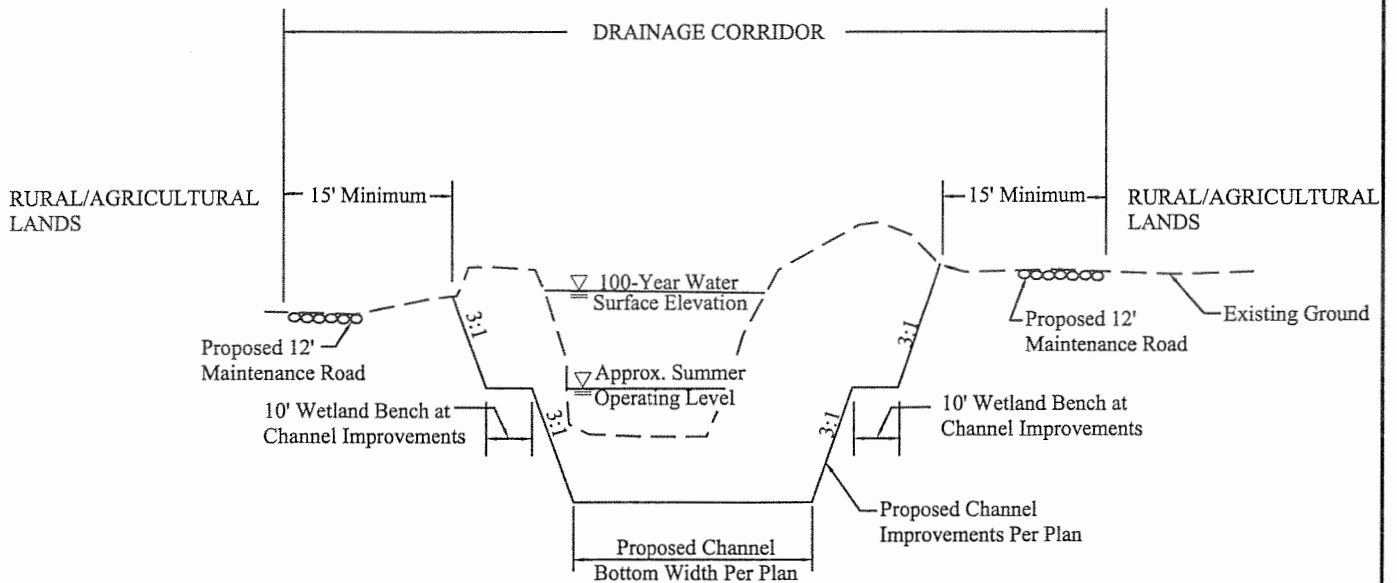 DRAINAGE CORRIDOR
RURAL/AGRICULTURAL
LANDS
15' Minimum
15' Minimum
RURAL/AGRICULTURAL
LANDS
100-Year Water
Surface Elevation
3:1
3:1
Proposed 12'
Maintenance Road
Proposed 12'
Maintenance Road
Existing Ground
Approx. Summer
Operating Level
10' Wetland Bench at
Channel Improvements
3:1
3:1
10' Wetland Bench at
Channel Improvements
Proposed Channel
Improvements Per Plan
Proposed Channel
Bottom Width Per Plan